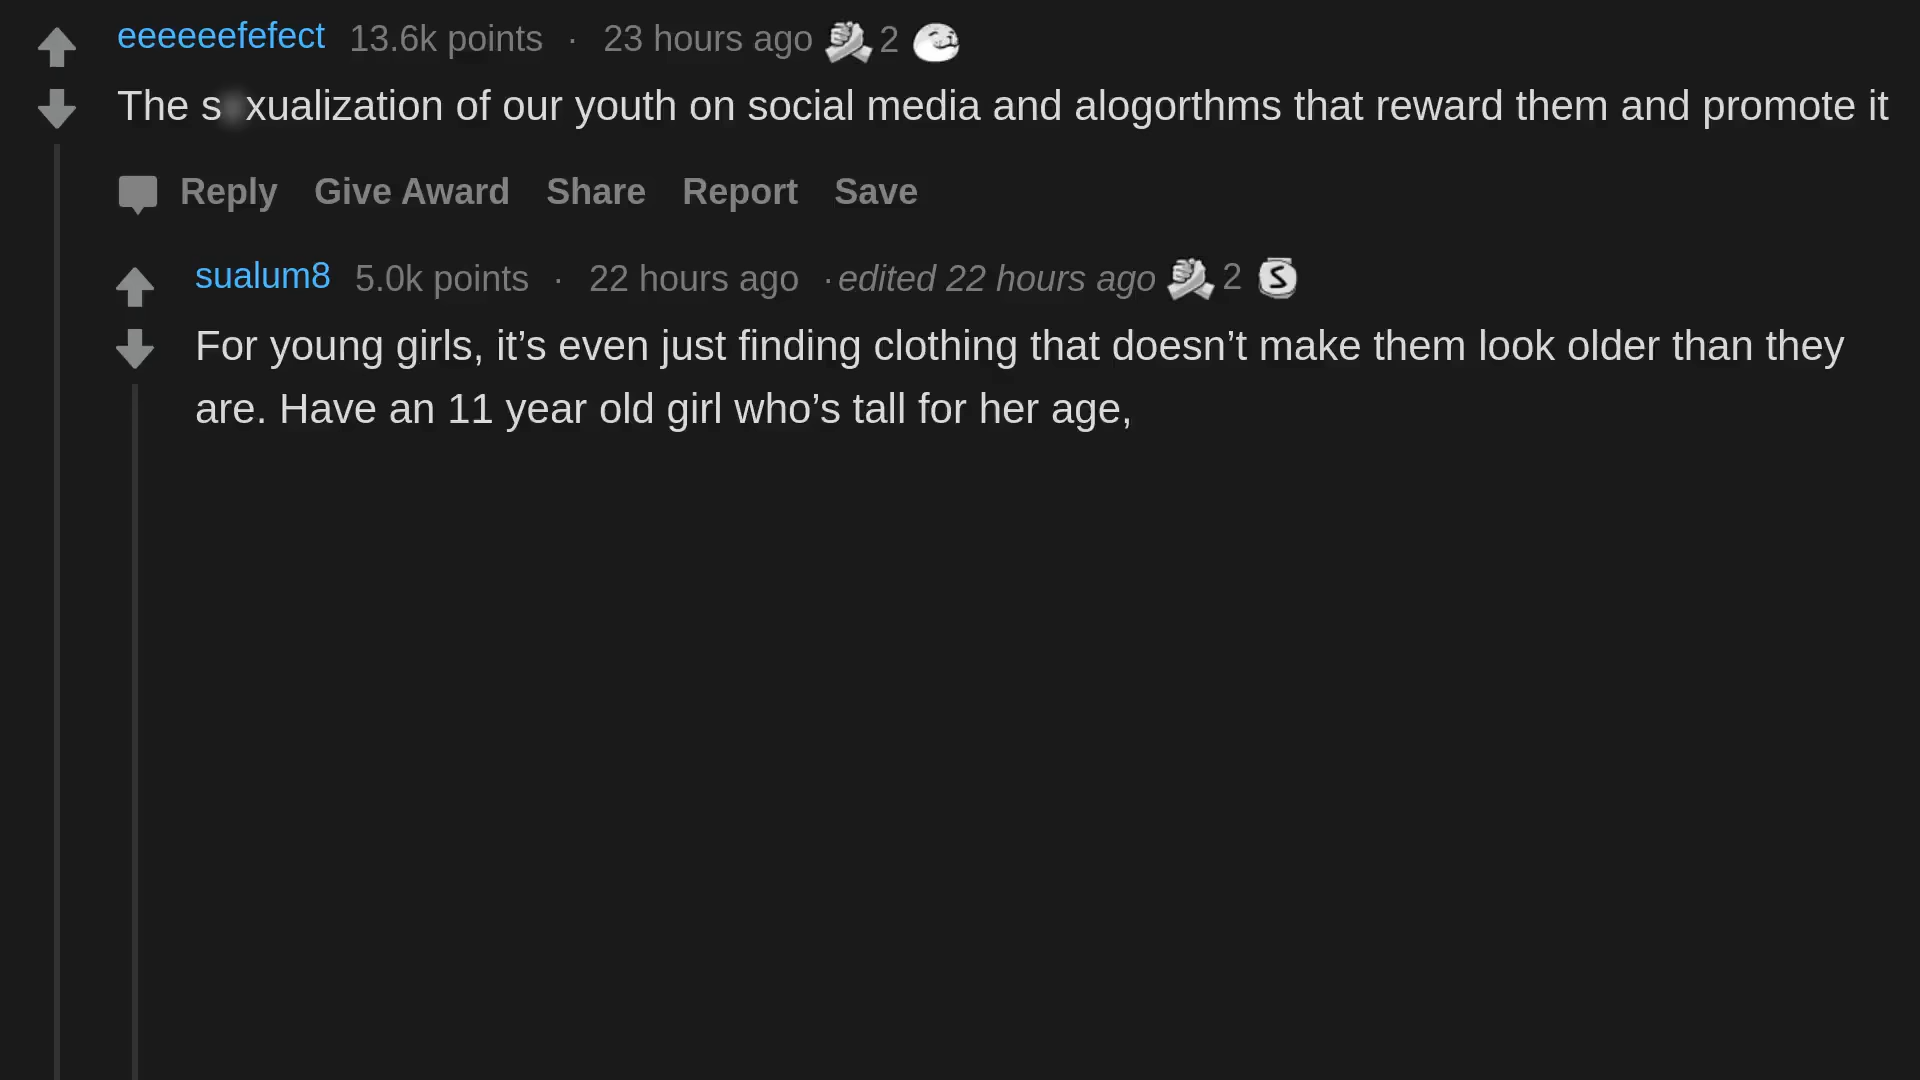 eeeeeefefect 13.6k points · 23 hours ago 2
The s xualization of our youth on social media and alogorthms that reward them and promote it
Reply Give Award Share Report Save
sualum8 5.0k points · 22 hours ago · edited 22 hours ago 2 S
For young girls, it’s even just finding clothing that doesn’t make them look older than they
are. Have an 11 year old girl who’s tall for her age,